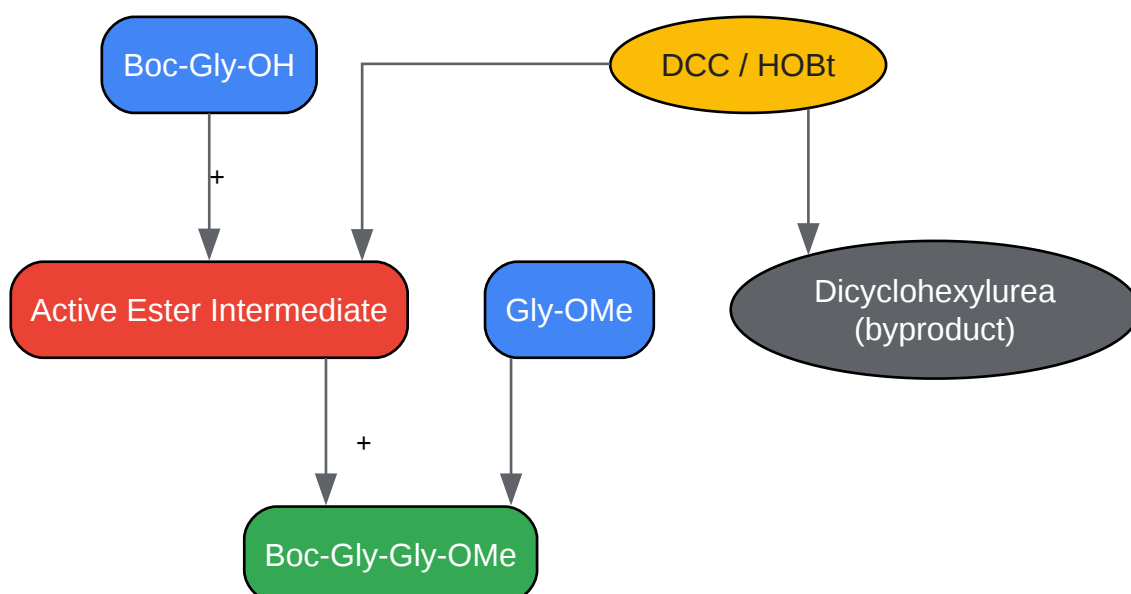 Boc-Gly-OH
DCC / HOBt
+
Active Ester Intermediate
Gly-OMe
Dicyclohexylurea
(byproduct)
+
Boc-Gly-Gly-OMe